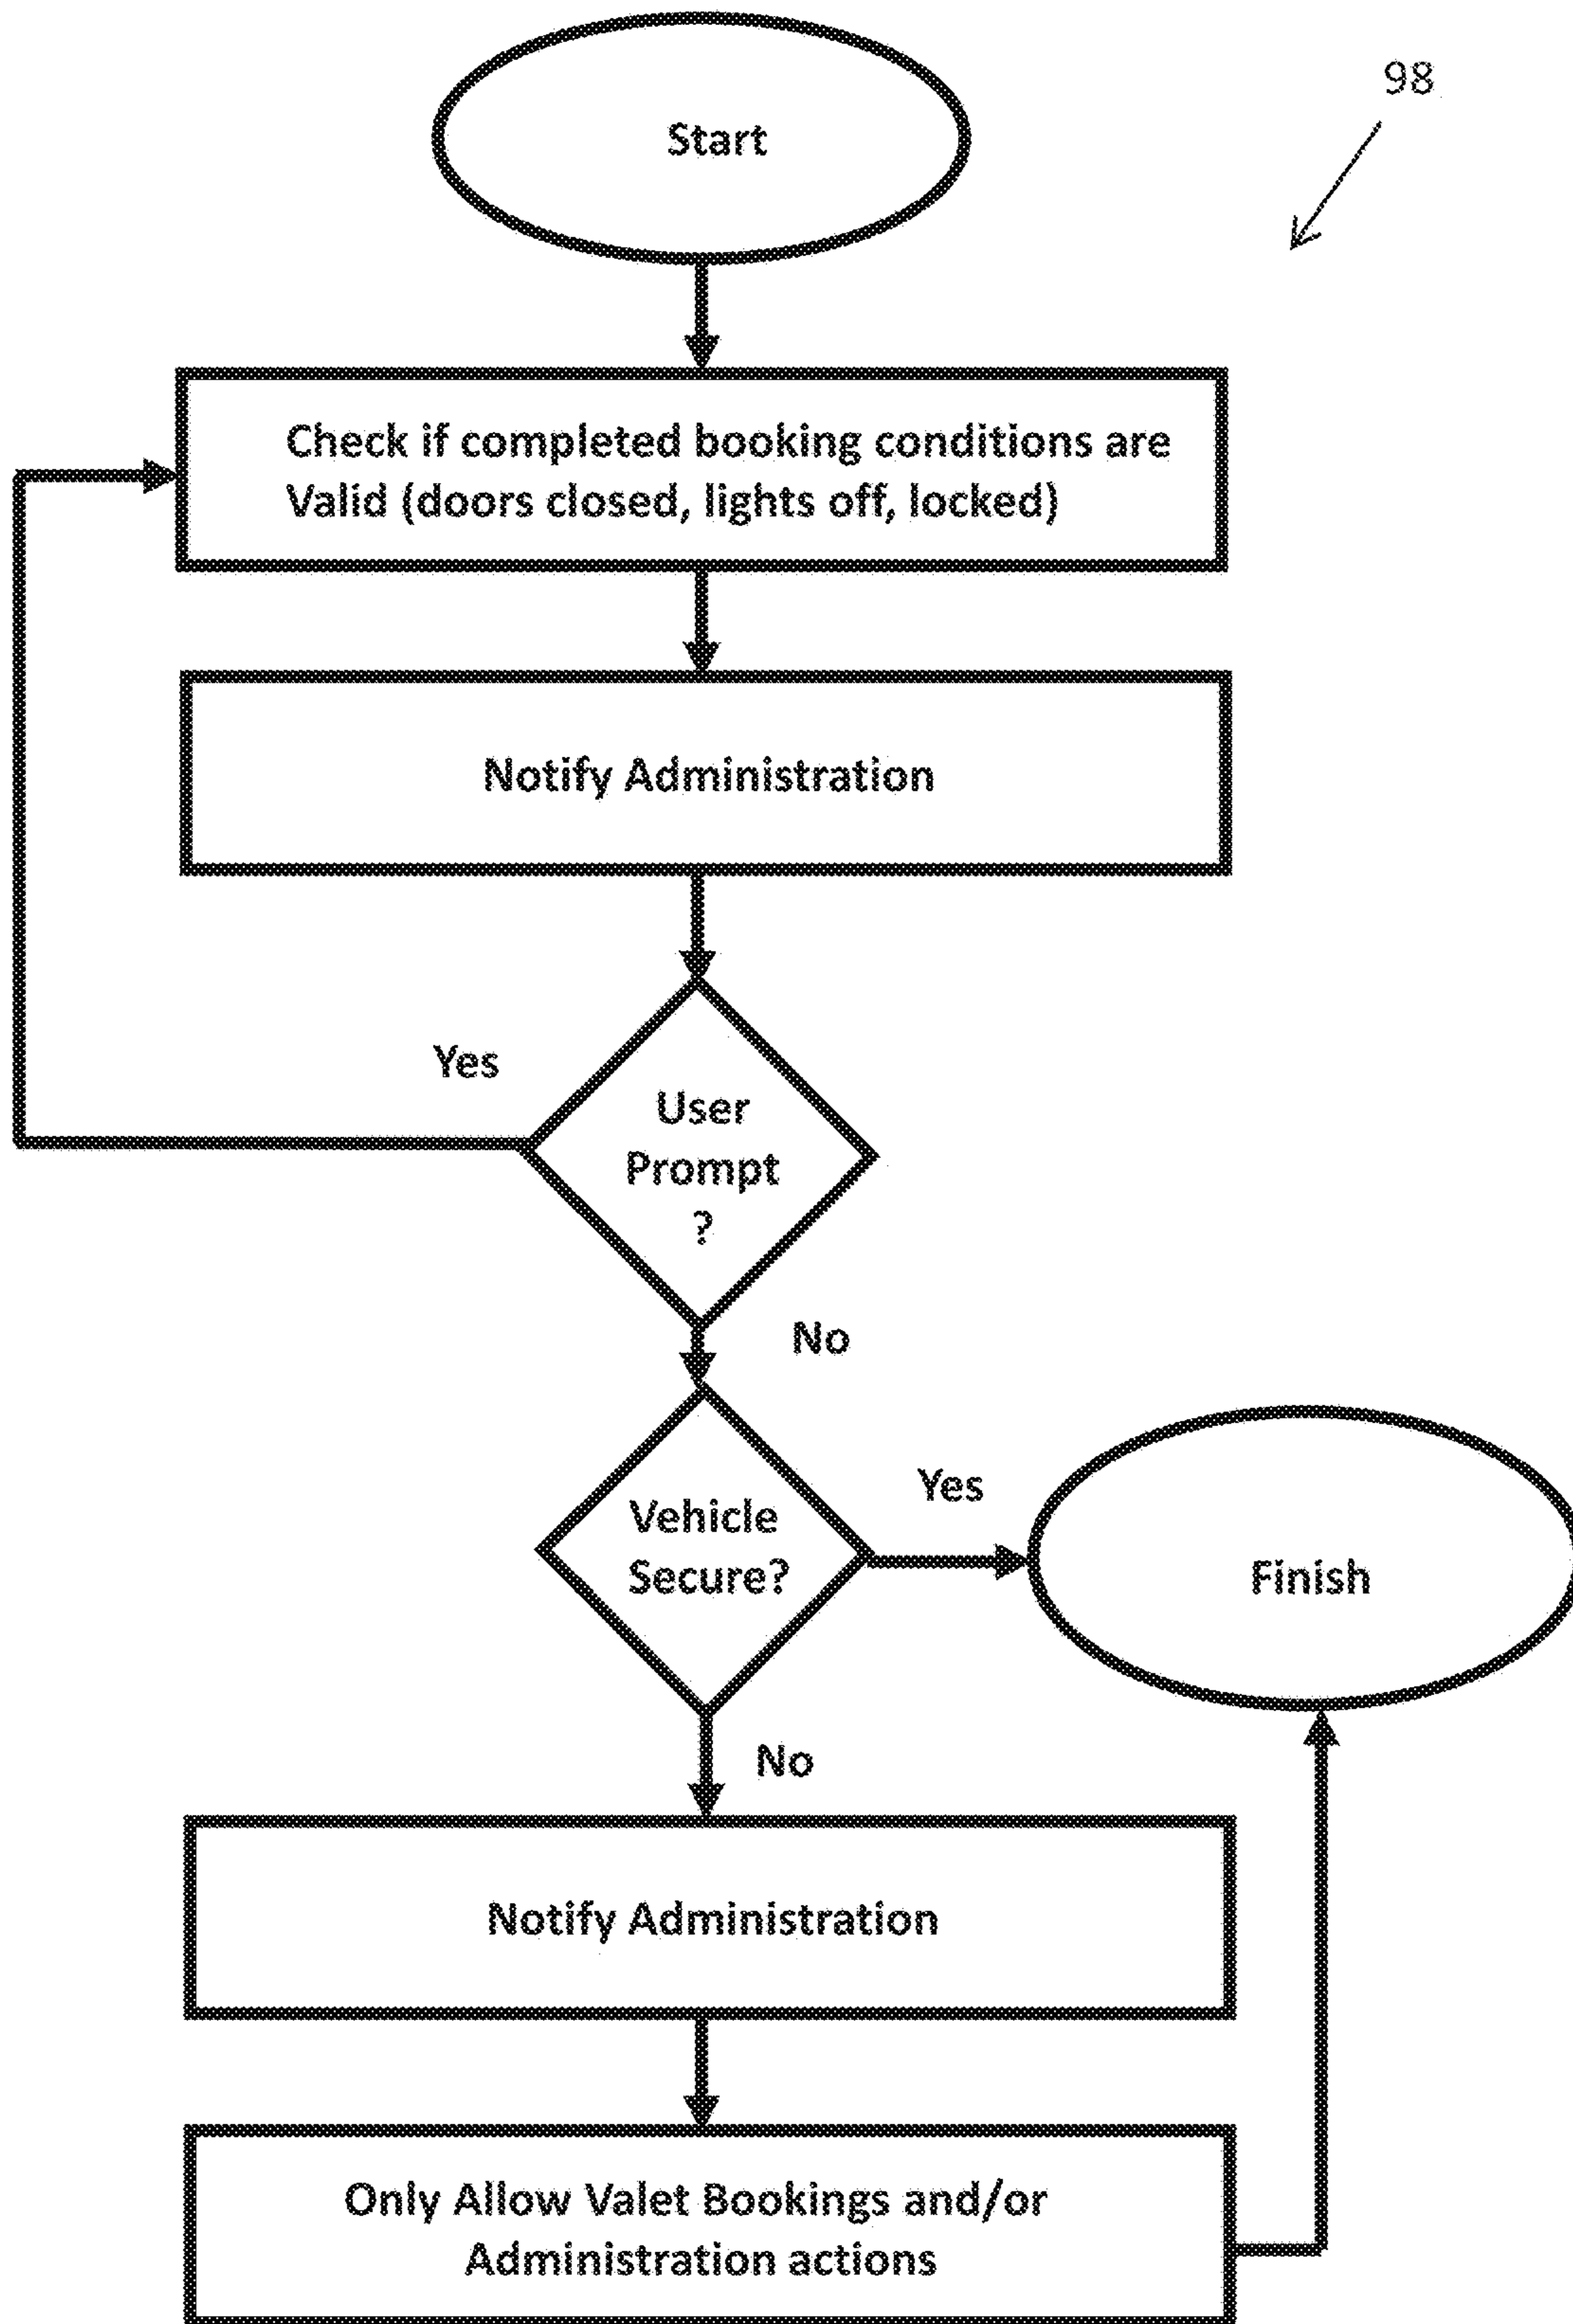 98
Start
Check if completed booking conditions are
Valid (doors closed, lights off, locked)
Notify Administration
Yes
User
Prompt
?
No
Yes
Vehicle
Secure?
Finish
No
Notify Administration
Only Allow Valet Bookings and/or
Administration actions